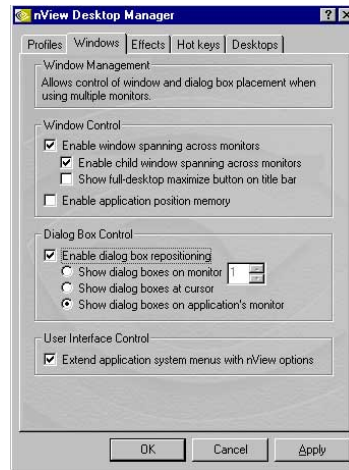 nView Desktop Manager
Profiles Windows Effects Hot keys Desktops
Window Management
Allows control of window and dialog box placement when
using multiple monitors.
Window Control
Enable window spanning across monitors
Enable child window spanning across monitors
Show full-desktop maximize button on title bar
Enable application position memory
Dialog Box Control
Enable dialog box repositioning
Show dialog boxes on monitor 1
Show dialog boxes at cursor
Show dialog boxes on application's monitor
User Interface Control
Extend application system menus with nView options
OK Cancel Apply